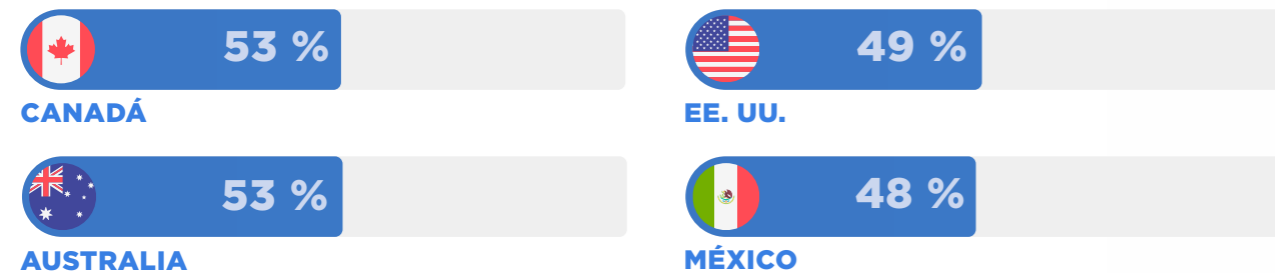 53 %
CANADÁ
49 %
EE. UU.
53 %
AUSTRALIA
48 %
MÉXICO